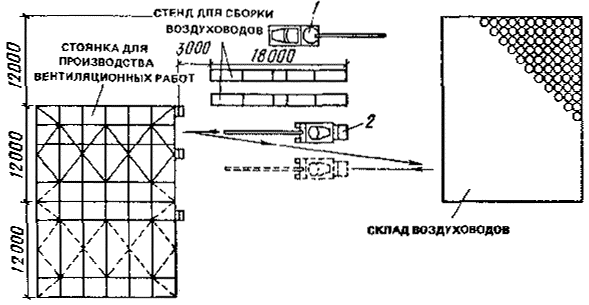 СТЕНД ДЛЯ СБОРКИ
ВОЗДУХОВОДОВ
1
СТОЯНКА ДЛЯ
ПРОИЗВОДСТВА
ВЕНТИЛЯЦИОННЫХ РАБОТ
3000
18000
12000
12000
12000
2
СКЛАД ВОЗДУХОВОДОВ